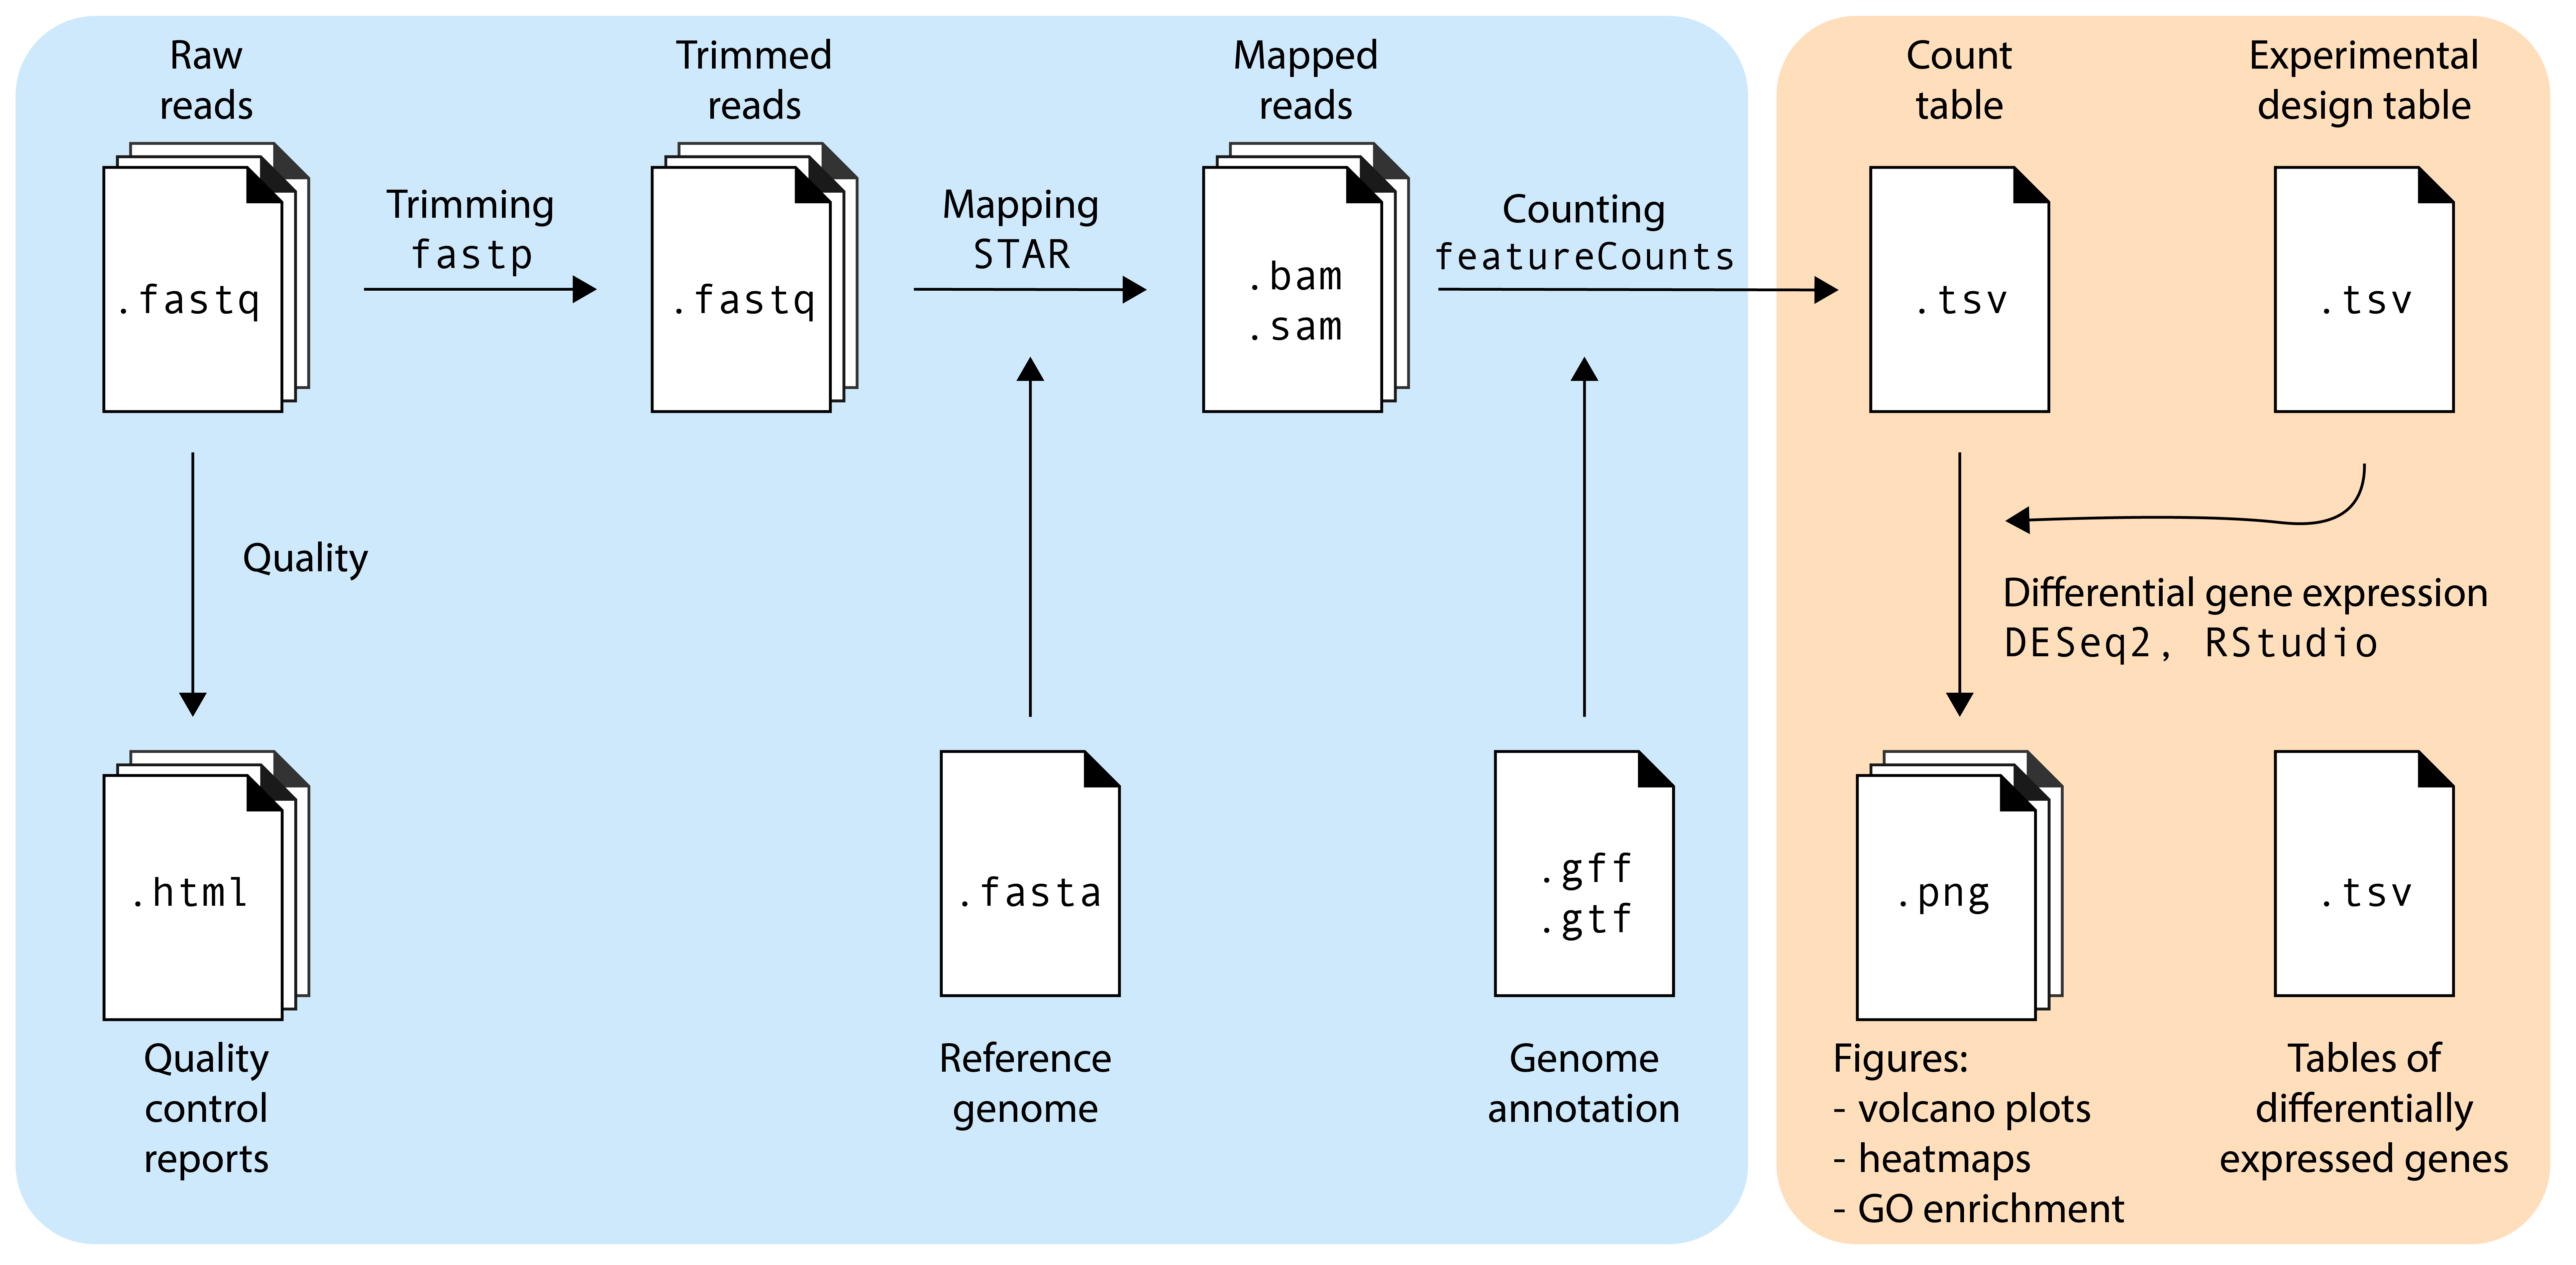 Raw
reads
Trimmed
reads
Mapped
reads
Count
table
Experimental
design table
.fastq
Trimming
fastp
.fastq
Mapping
STAR
.bam
.sam
Counting
featureCounts
.tsv
.tsv
Quality
Differential gene expression
DESeq2, RStudio
.html
.fasta
.gff
.gtf
.png
.tsv
Quality
control
reports
Reference
genome
Genome
annotation
Figures:
- volcano plots
- heatmaps
- GO enrichment
Tables of
differentially
expressed genes